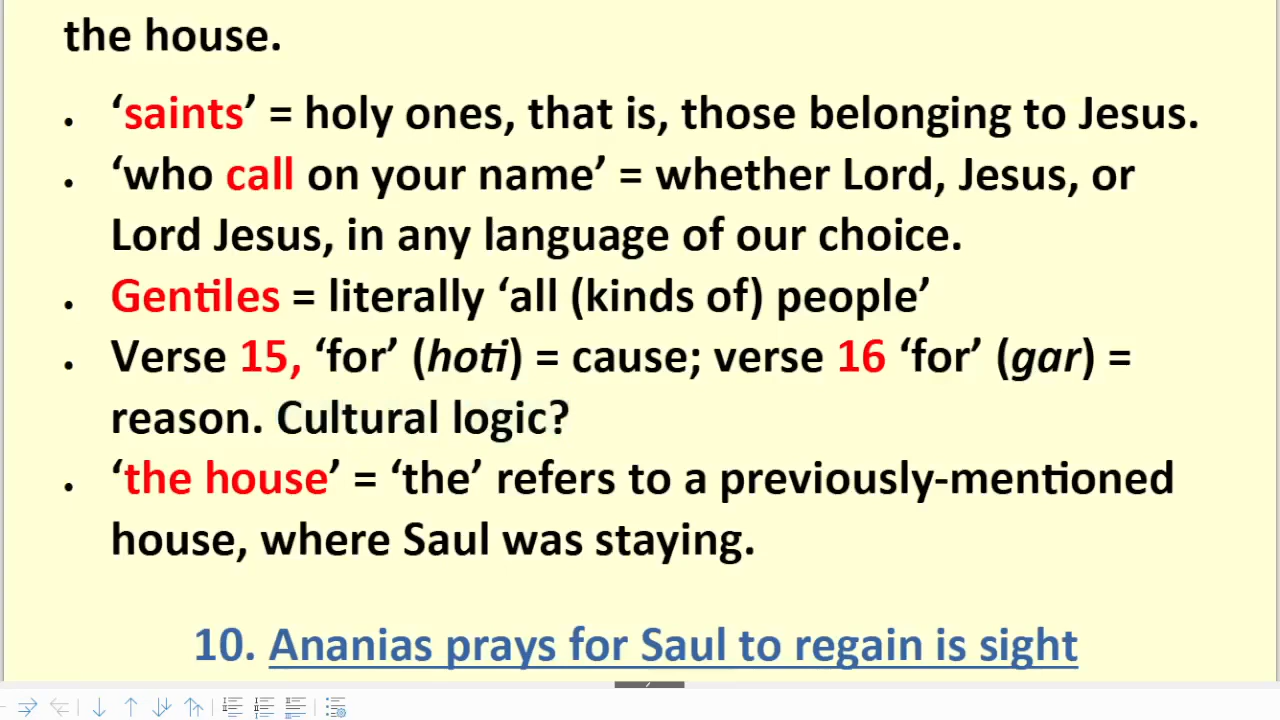 the house.
• ‘saints’ = holy ones, that is, those belonging to Jesus.
• ‘who call on your name’ = whether Lord, Jesus, or
Lord Jesus, in any language of our choice.
• Gentiles = literally ‘all (kinds of) people’
• Verse 15, ‘for’ (hoti) = cause; verse 16 ‘for’ (gar) =
reason. Cultural logic?
• ‘the house’ = ‘the’ refers to a previously-mentioned
house, where Saul was staying.
10. Ananias prays for Saul to regain is sight